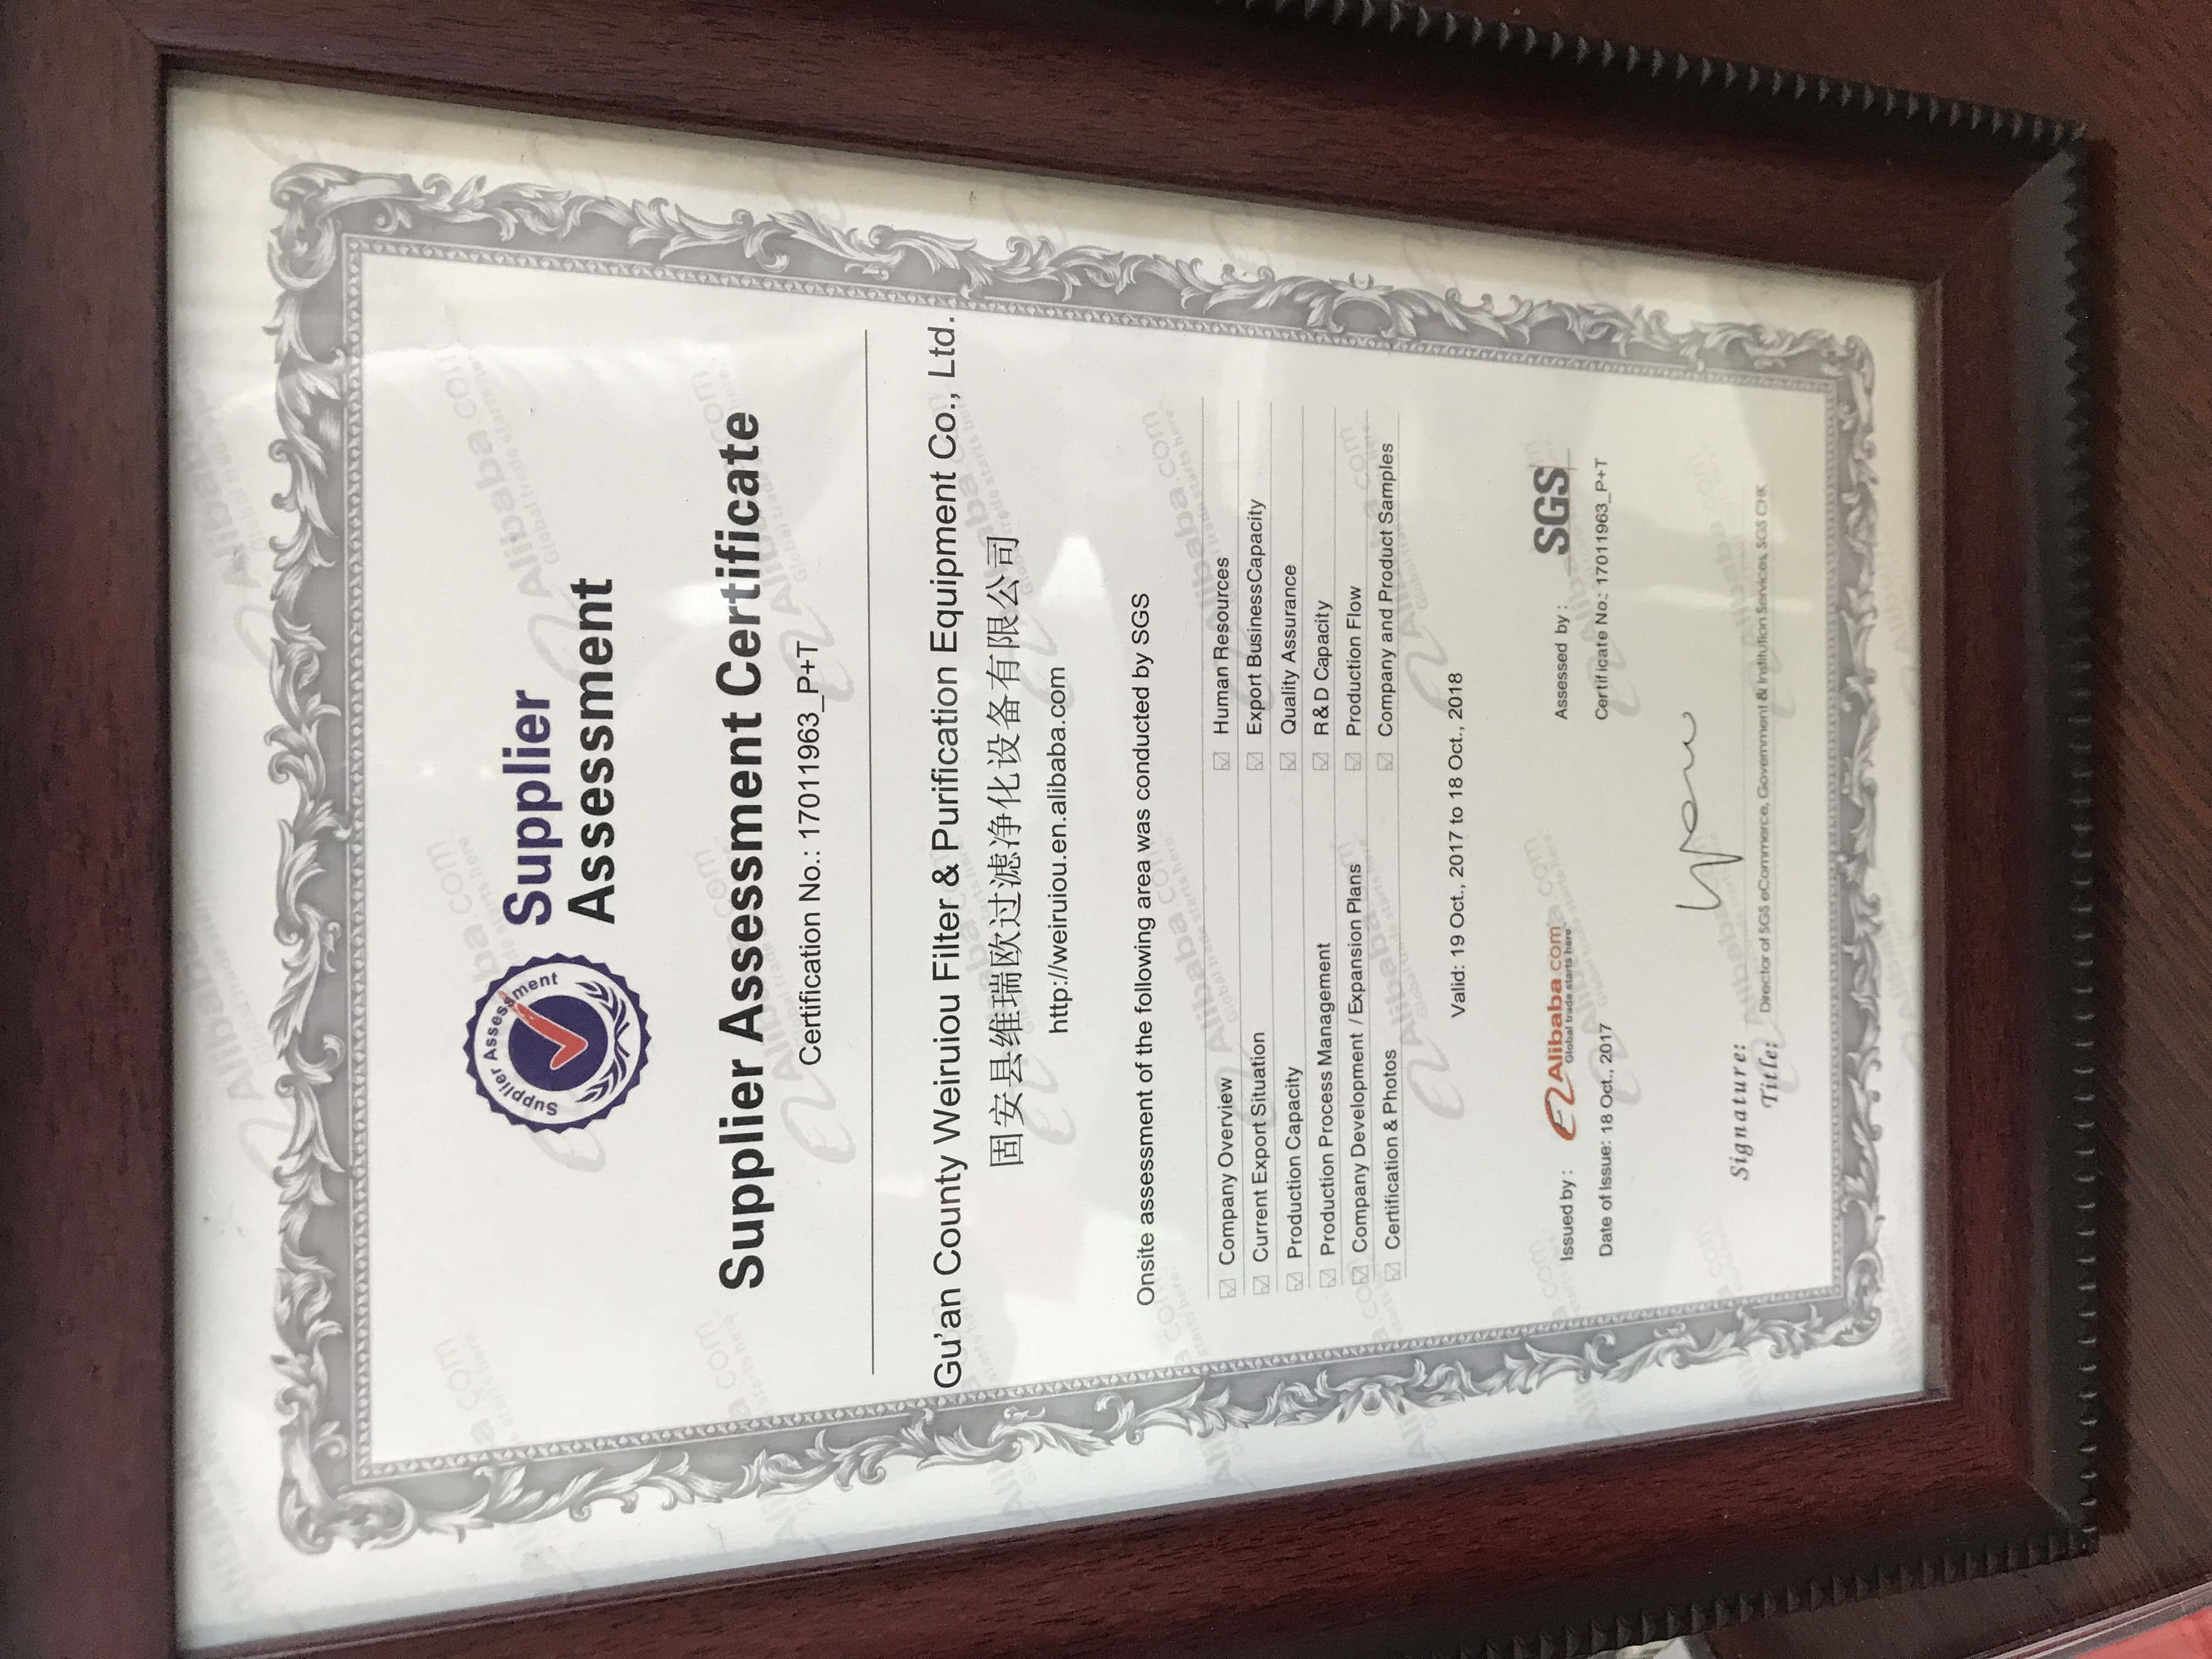 Supplier Assessment
Supplier
Assessment
Supplier Assessment Certificate
Certification No.: 17011963_P+T
Gu'an County Weiruiou Filter & Purification Equipment Co., Ltd.
固安县维瑞欧过滤净化设备有限公司
http://weiruiou.en.alibaba.com
Onsite assessment of the following area was conducted by SGS
☑ Company Overview ☑ Human Resources
☑ Current Export Situation ☑ Export BusinessCapacity
☑ Production Capacity ☑ Quality Assurance
☑ Production Process Management ☑ R&D Capacity
☑ Company Development / Expansion Plans ☑ Production Flow
☑ Certification & Photos ☑ Company and Product Samples
Valid: 19 Oct., 2017 to 18 Oct., 2018
Issued by: Alibaba.com Assessed by: SGS
Global trade starts here
Date of Issue: 18 Oct., 2017 Certificate No.: 17011963_P+T
Signature:
Title: Director of SGS eCommerce, Government & Institution Services, SGS CHK